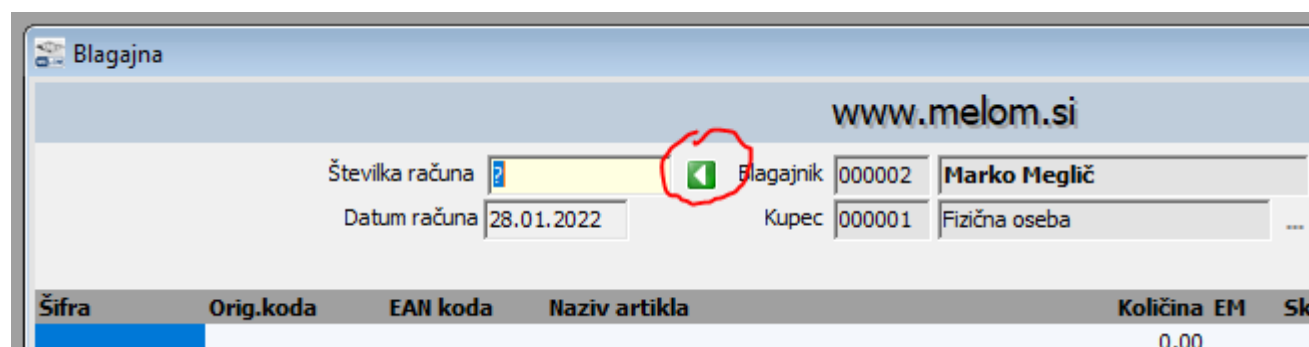 Blagajna
www.melom.si
Številka računa ? Blagajnik 000002 Marko Meglič
Datum računa 28.01.2022 Kupec 000001 Fizična oseba ...
Šifra Orig.koda EAN koda Naziv artikla Količina EM Sk
0.00